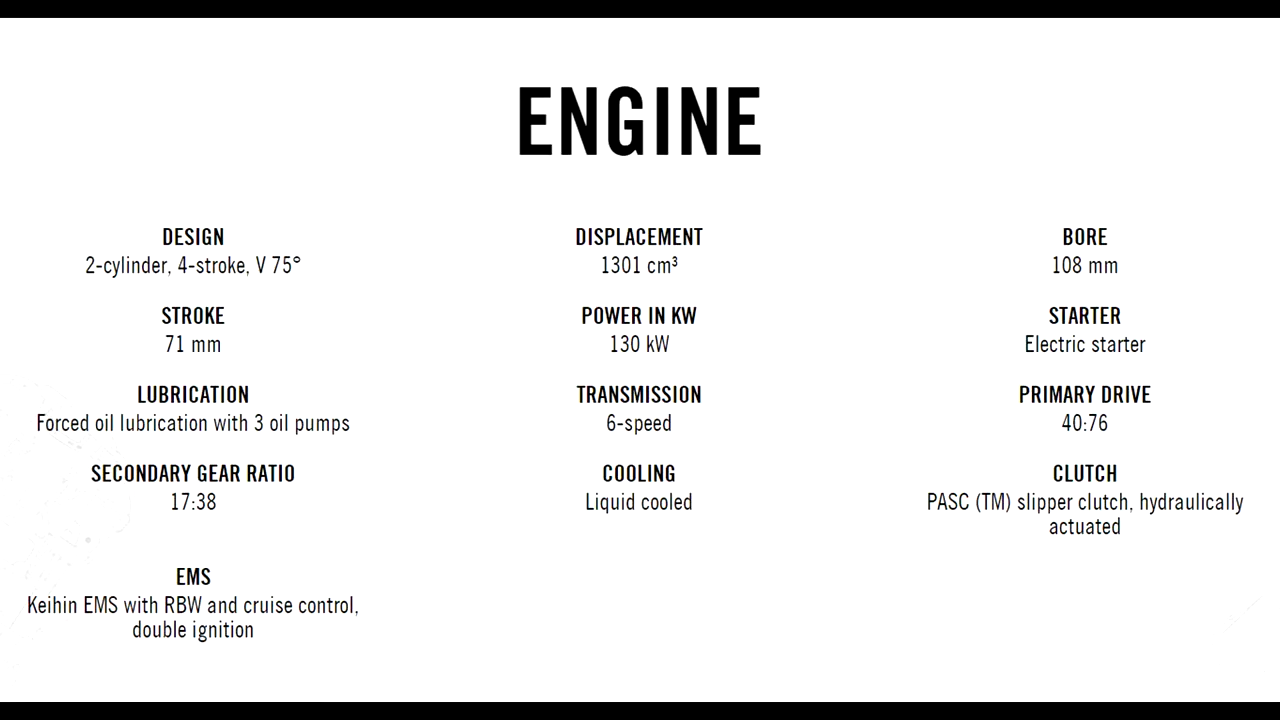 ENGINE
DESIGN
2-cylinder, 4-stroke, V 75°
DISPLACEMENT
1301 cm³
BORE
108 mm
STROKE
71 mm
POWER IN KW
130 kW
STARTER
Electric starter
LUBRICATION
Forced oil lubrication with 3 oil pumps
TRANSMISSION
6-speed
PRIMARY DRIVE
40:76
SECONDARY GEAR RATIO
17:38
COOLING
Liquid cooled
CLUTCH
PASC (TM) slipper clutch, hydraulically
actuated
EMS
Keihin EMS with RBW and cruise control,
double ignition